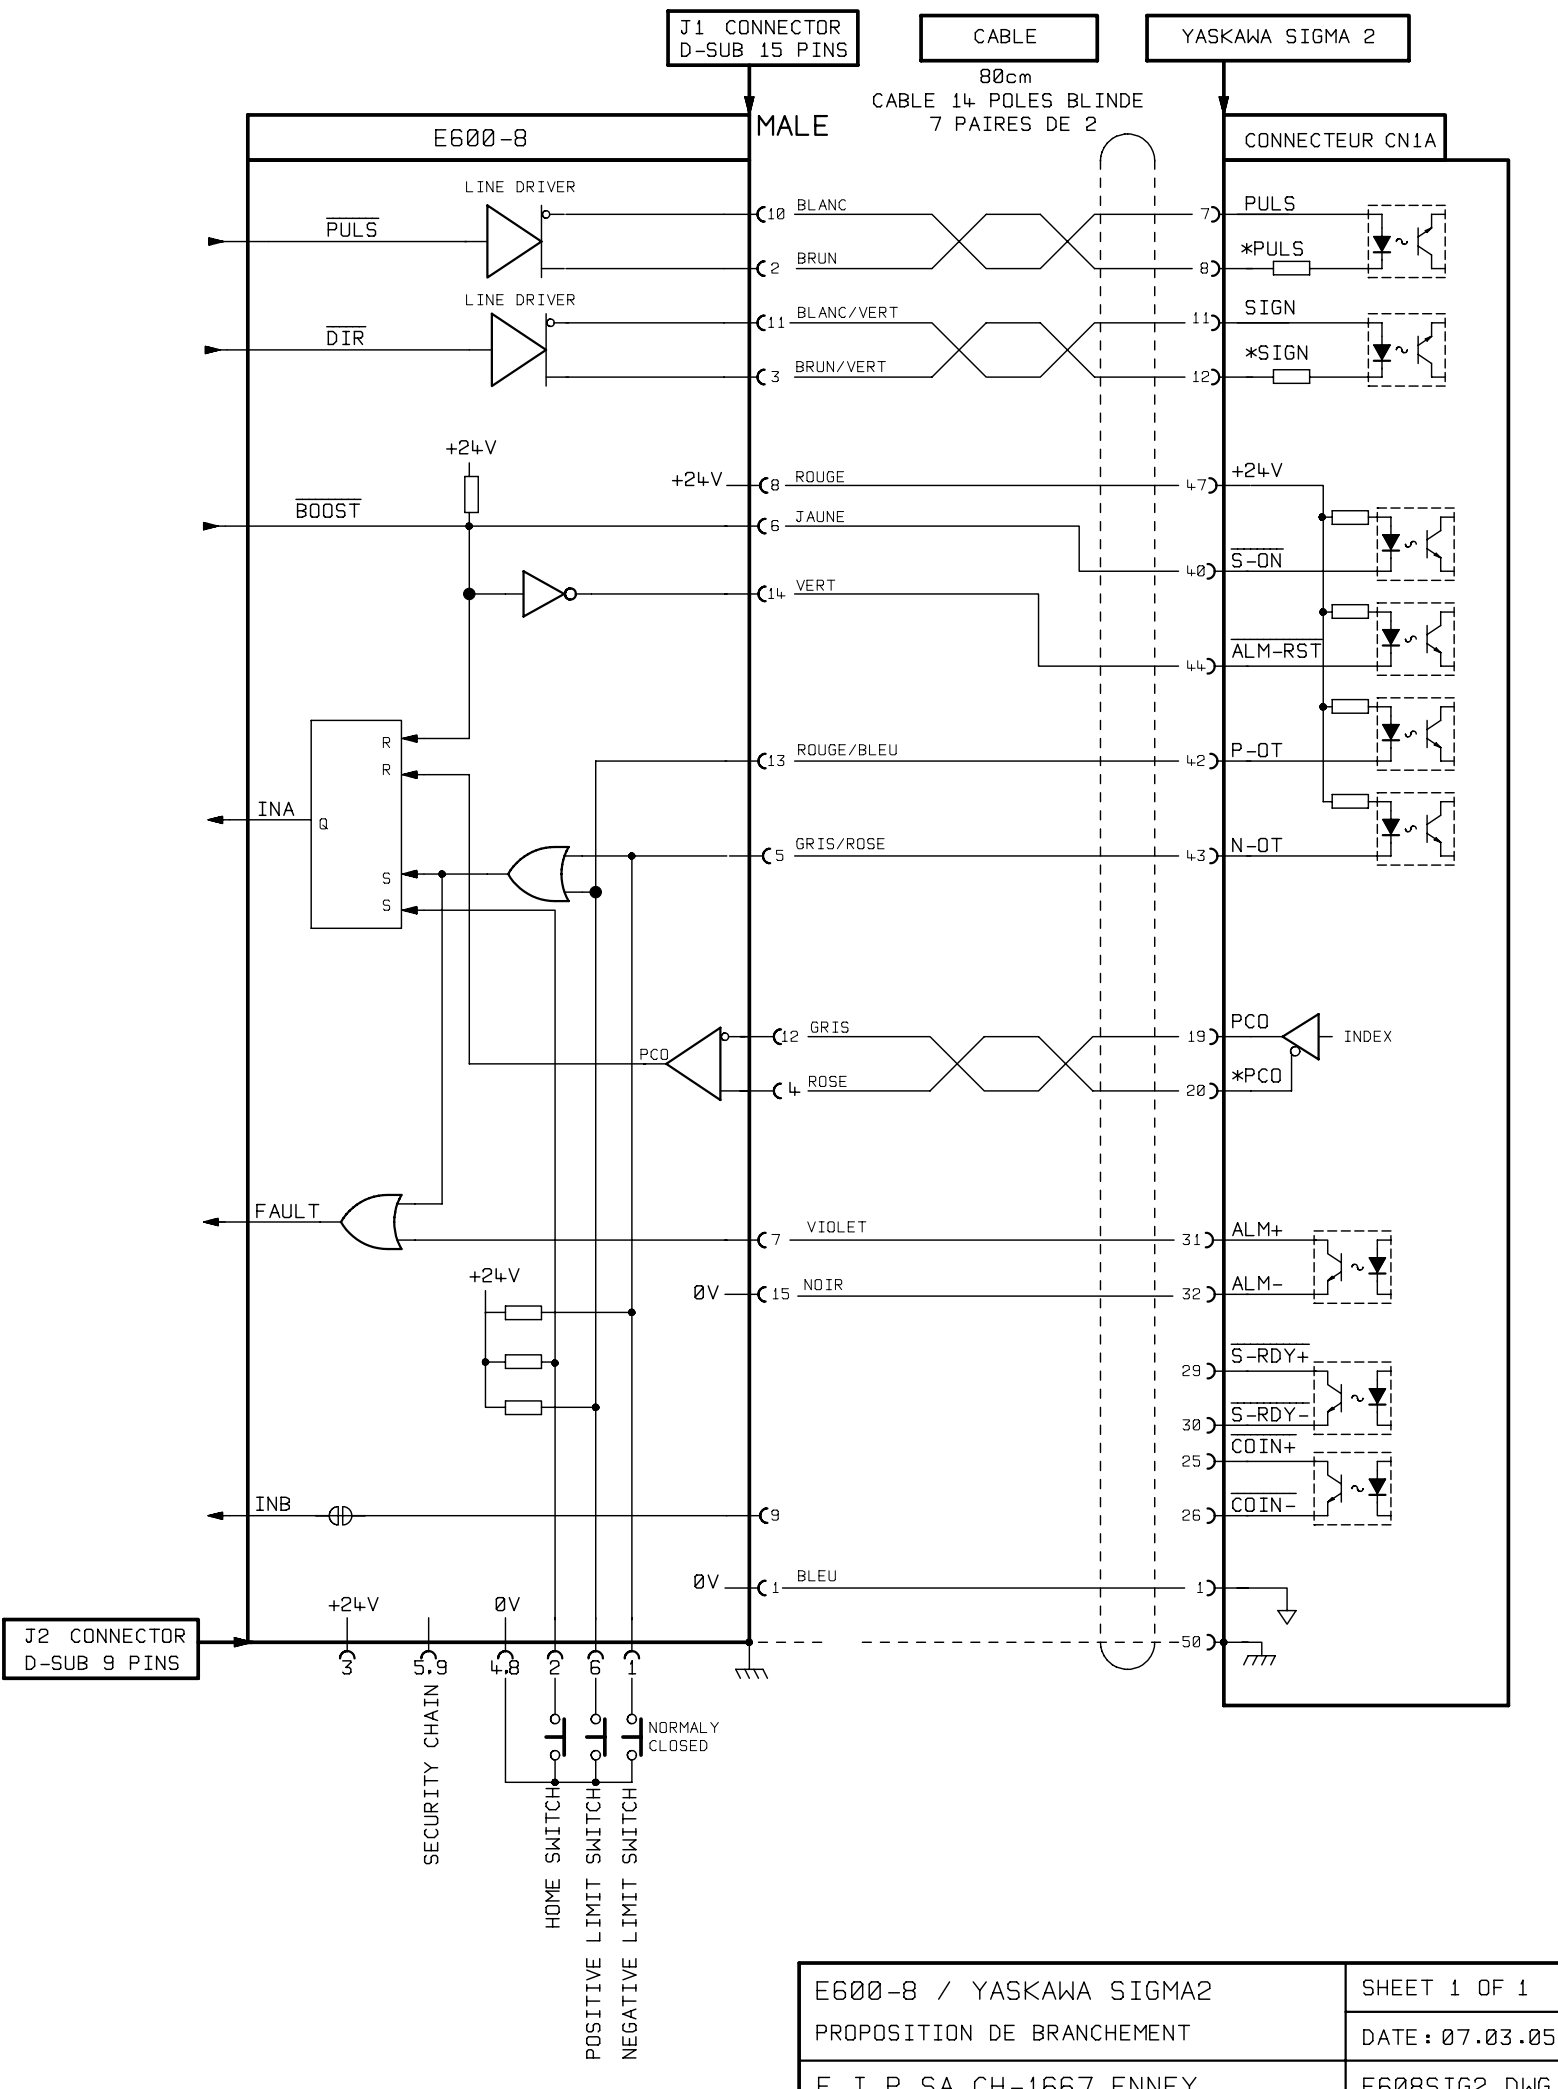 J1 CONNECTOR
D-SUB 15 PINS
CABLE
YASKAWA SIGMA 2
80cm
CABLE 14 POLES BLINDE
7 PAIRES DE 2
MALE
E600-8
CONNECTEUR CN1A
LINE DRIVER
PULS
10 BLANC
7 PULS
2 BRUN
8 *PULS
LINE DRIVER
DIR
11 BLANC/VERT
11 SIGN
3 BRUN/VERT
12 *SIGN
+24V
+24V 8 ROUGE
47 +24V
BOOST
6 JAUNE
40 S-ON
14 VERT
44 ALM-RST
R
R
13 ROUGE/BLEU
42 P-OT
INA
Q
5 GRIS/ROSE
43 N-OT
S
S
12 GRIS
19 PCO
INDEX
PCO
4 ROSE
20 *PCO
FAULT
7 VIOLET
31 ALM+
+24V
0V 15 NOIR
32 ALM-
29 S-RDY+
30 S-RDY-
25 COIN+
INB
9
26 COIN-
0V 1 BLEU
1
+24V
0V
J2 CONNECTOR
D-SUB 9 PINS
50
3 5.9 4.8 2 6 1
SECURITY CHAIN
NORMALY
CLOSED
HOME SWITCH
POSITIVE LIMIT SWITCH
NEGATIVE LIMIT SWITCH
E600-8 / YASKAWA SIGMA2
SHEET 1 OF 1
PROPOSITION DE BRANCHEMENT
DATE: 07.03.05
E.I.P SA CH-1667 ENNEY
E608SIG2.DWG